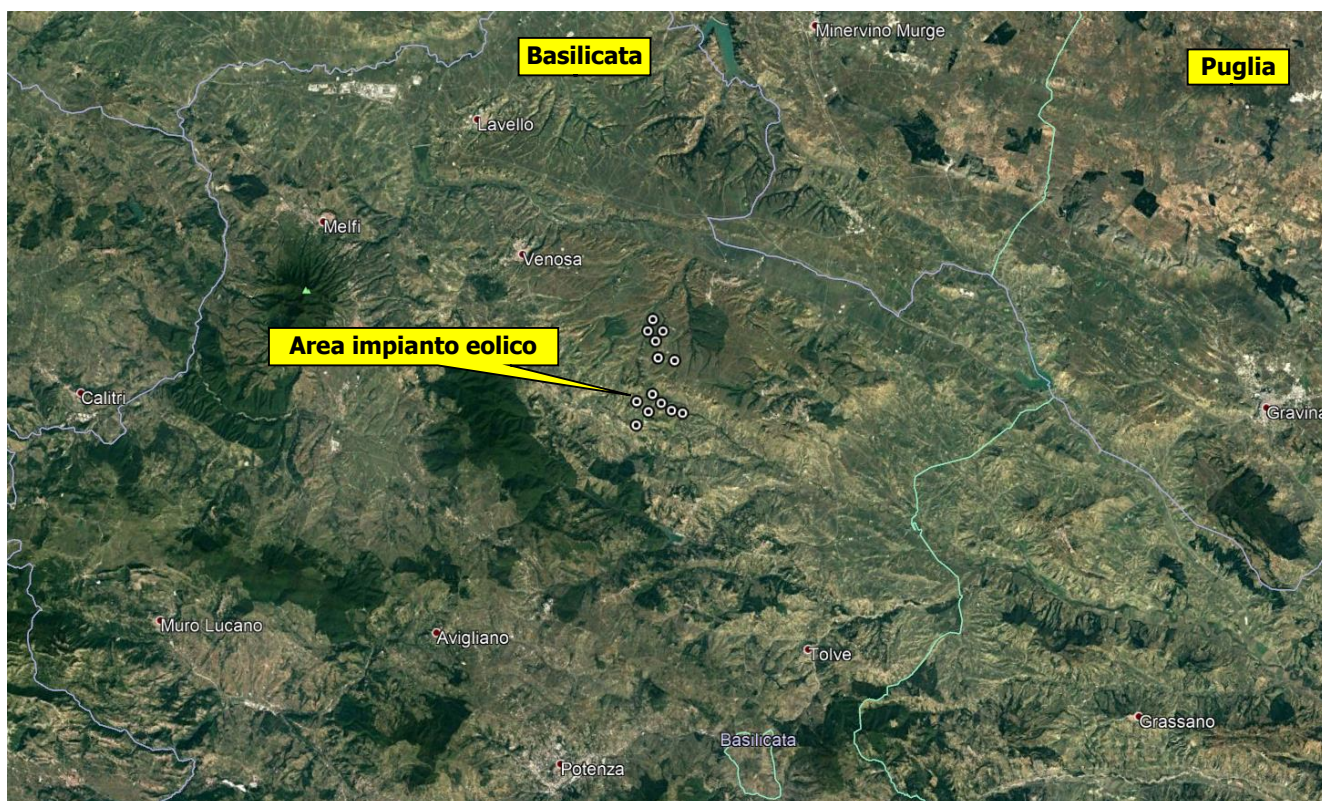 Minervino Murge
Basilicata
Puglia
Lavello
Melfi
Venosa
Area impianto eolico
Calitri
Gravina
Muro Lucano
Avigliano
Tolve
Grassano
Basilicata
Potenza